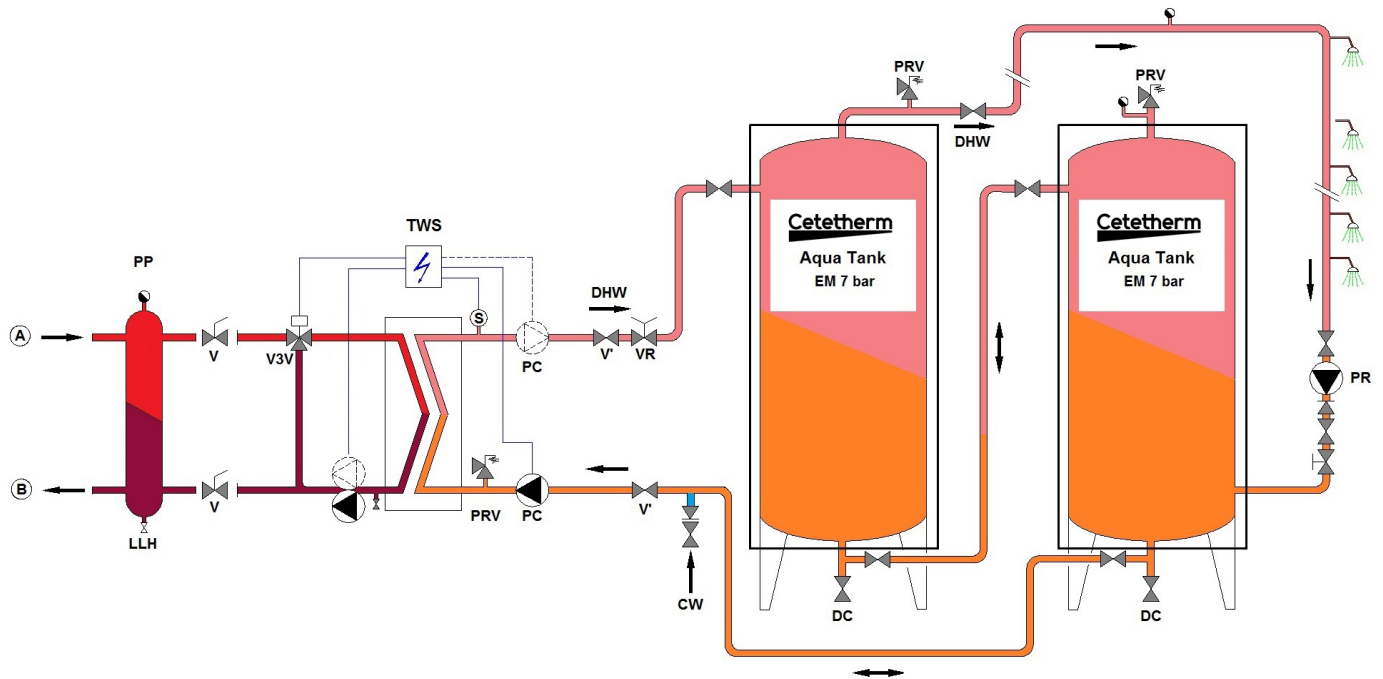 PRV
PRV
DHW
TWS
Cetetherm
Aqua Tank
EM 7 bar
Cetetherm
Aqua Tank
EM 7 bar
PP
DHW
S
A
V
V3V
PC
V'
VR
PR
B
V
PRV
PC
V'
LLH
CW
DC
DC